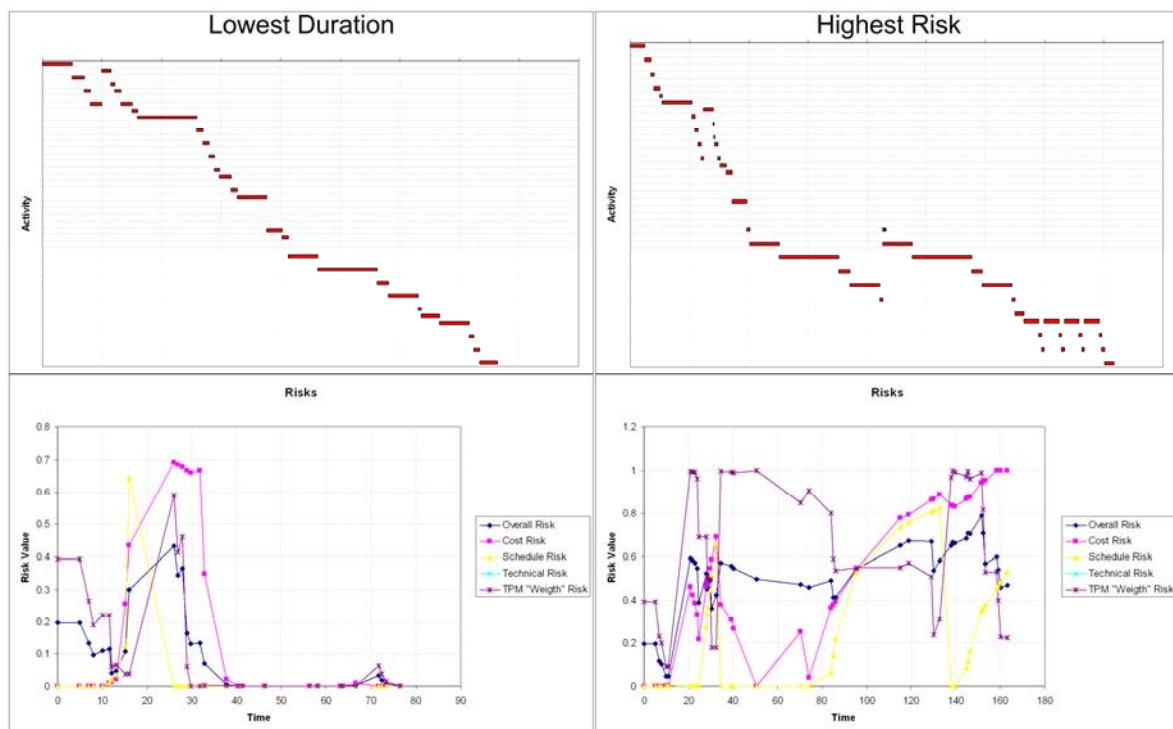 Lowest Duration
Activity
Risks
Risk Value
0.8
0.7
0.6
0.5
0.4
0.3
0.2
0.1
0
0 10 20 30 40 50 60 70 80 90
Time
Overall Risk
Cost Risk
Schedule Risk
Technical Risk
TPM "Weigth" Risk
Highest Risk
Activity
Risks
Risk Value
1.2
1
0.8
0.6
0.4
0.2
0
0 20 40 60 80 100 120 140 160 180
Time
Overall Risk
Cost Risk
Schedule Risk
Technical Risk
TPM "Weigth" Risk